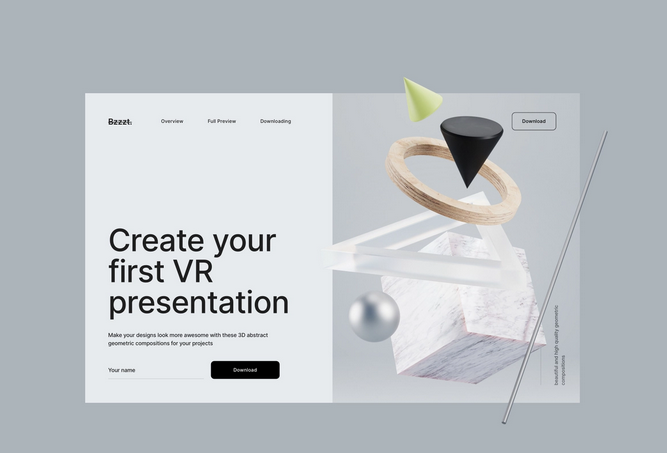 Bzzzt.
Overview
Full Preview
Downloading
Download
Create your
first VR
presentation
Make your designs look more awesome with these 3D abstract
geometric compositions for your projects
Your name
Download
beautiful and high quality geometric
compositions